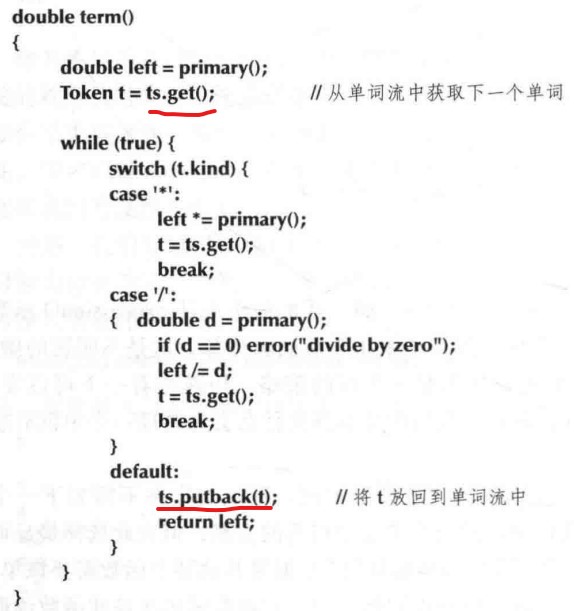 double term()
{
    double left = primary();
    Token t = ts.get();            // 从单词流中获取下一个单词

    while (true) {
        switch (t.kind) {
        case '*':
            left *= primary();
            t = ts.get();
            break;
        case '/':
        {   double d = primary();
            if (d == 0) error("divide by zero");
            left /= d;
            t = ts.get();
            break;
        }
        default:
            ts.putback(t);         // 将 t 放回到单词流中
            return left;
        }
    }
}